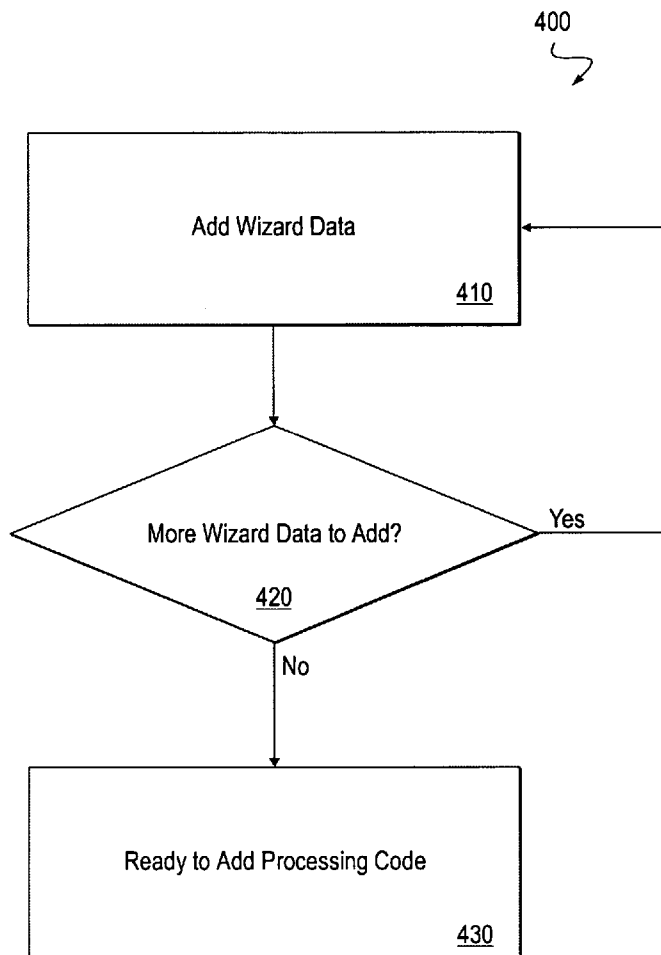 400
Add Wizard Data
410
More Wizard Data to Add?
Yes
420
No
Ready to Add Processing Code
430